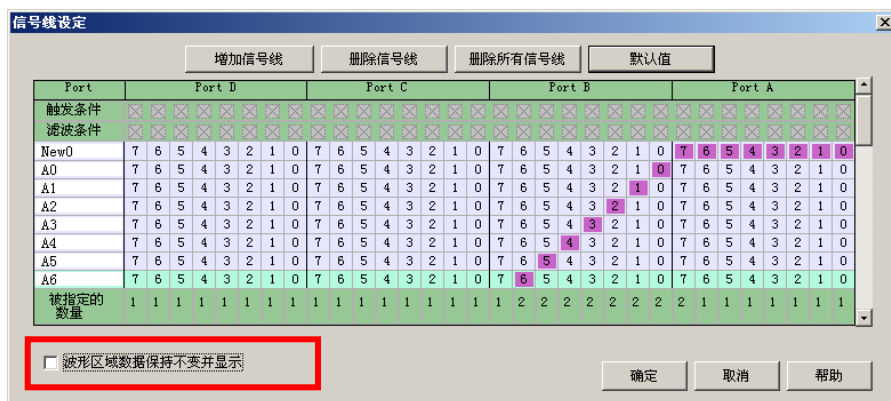 信号线设定
增加信号线 删除信号线 删除所有信号线 默认值
Port Port D Port C Port B Port A
触发条件
滤波条件
New0 7 6 5 4 3 2 1 0 7 6 5 4 3 2 1 0 7 6 5 4 3 2 1 0 7 6 5 4 3 2 1 0
A0 7 6 5 4 3 2 1 0 7 6 5 4 3 2 1 0 7 6 5 4 3 2 1 0 7 6 5 4 3 2 1 0
A1 7 6 5 4 3 2 1 0 7 6 5 4 3 2 1 0 7 6 5 4 3 2 1 0 7 6 5 4 3 2 1 0
A2 7 6 5 4 3 2 1 0 7 6 5 4 3 2 1 0 7 6 5 4 3 2 1 0 7 6 5 4 3 2 1 0
A3 7 6 5 4 3 2 1 0 7 6 5 4 3 2 1 0 7 6 5 4 3 2 1 0 7 6 5 4 3 2 1 0
A4 7 6 5 4 3 2 1 0 7 6 5 4 3 2 1 0 7 6 5 4 3 2 1 0 7 6 5 4 3 2 1 0
A5 7 6 5 4 3 2 1 0 7 6 5 4 3 2 1 0 7 6 5 4 3 2 1 0 7 6 5 4 3 2 1 0
A6 7 6 5 4 3 2 1 0 7 6 5 4 3 2 1 0 7 6 5 4 3 2 1 0 7 6 5 4 3 2 1 0
被指定的
数量 1 1 1 1 1 1 1 1 1 1 1 1 1 1 1 1 1 2 2 2 2 2 2 2 2 1 1 1 1 1 1 1
波形区域数据保持不变并显示
确定 取消 帮助